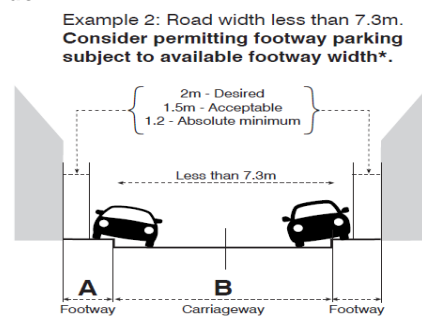 Example 2: Road width less than 7.3m.
Consider permitting footway parking
subject to available footway width*.
2m - Desired
1.5m - Acceptable
1.2 - Absolute minimum
Less than 7.3m
A B
Footway Carriageway Footway